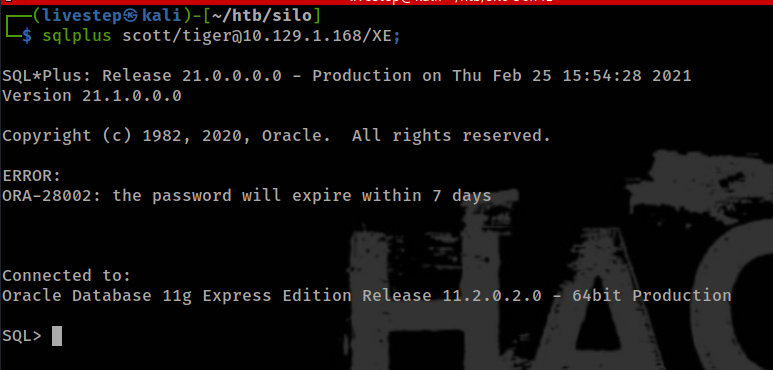 ┌──(livestep㉿kali)-[~/htb/silo]
└─$ sqlplus scott/tiger@10.129.1.168/XE;
SQL*Plus: Release 21.0.0.0.0 - Production on Thu Feb 25 15:54:28 2021
Version 21.1.0.0.0
Copyright (c) 1982, 2020, Oracle.  All rights reserved.
ERROR:
ORA-28002: the password will expire within 7 days
Connected to:
Oracle Database 11g Express Edition Release 11.2.0.2.0 - 64bit Production
SQL>